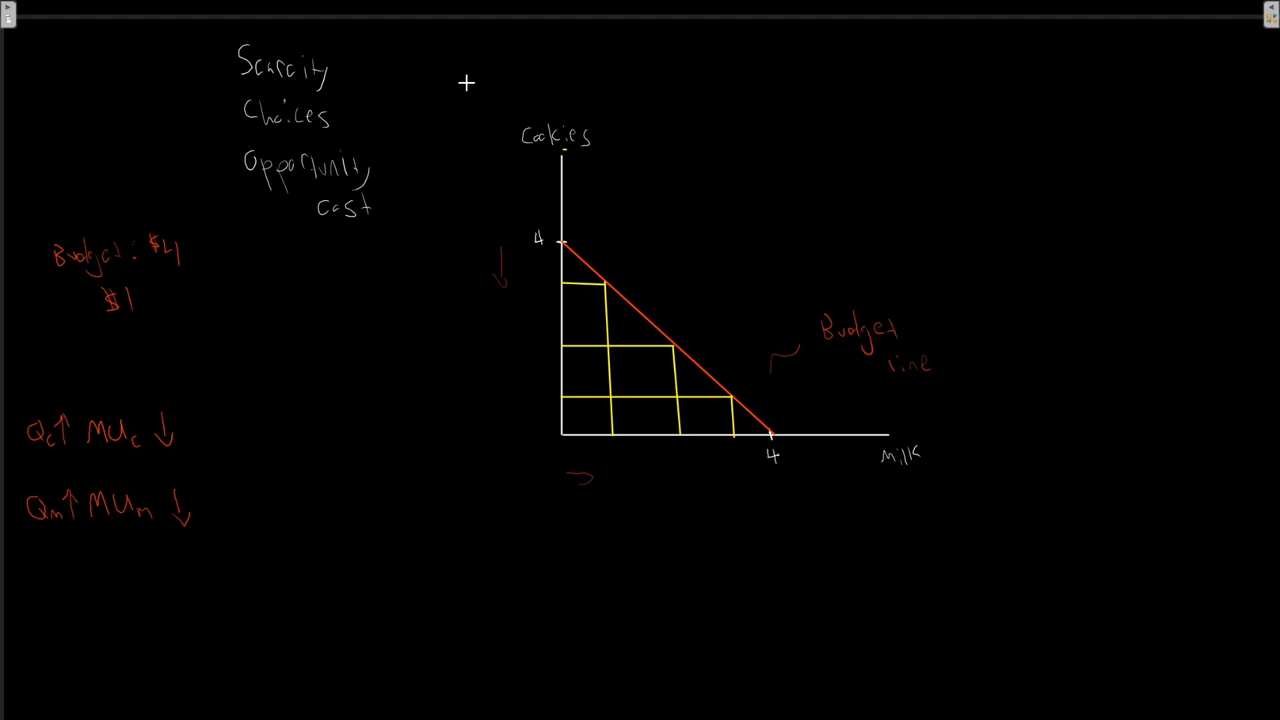 Scarcity
Choices
Opportunity
cost
Budget: $4
$1
Qc↑ MUc ↓
Qm↑ MUm ↓
Cookies
4
4
Milk
Budget
line